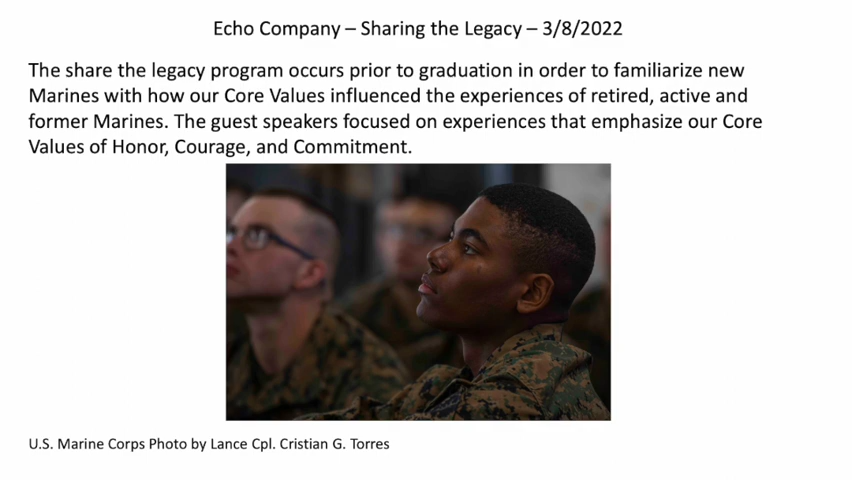 Echo Company – Sharing the Legacy – 3/8/2022
The share the legacy program occurs prior to graduation in order to familiarize new
Marines with how our Core Values influenced the experiences of retired, active and
former Marines. The guest speakers focused on experiences that emphasize our Core
Values of Honor, Courage, and Commitment.
U.S. Marine Corps Photo by Lance Cpl. Cristian G. Torres